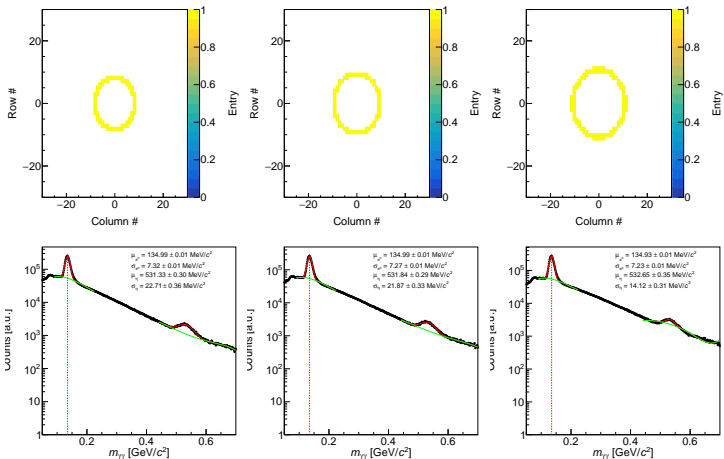 1
0.8
0.6
0.4
0.2
0
Entry
20
0
−20
Row #
−20 0 20
Column #
1
0.8
0.6
0.4
0.2
0
Entry
20
0
−20
Row #
−20 0 20
Column #
1
0.8
0.6
0.4
0.2
0
Entry
20
0
−20
Row #
−20 0 20
Column #
μπ⁰ = 134.99 ± 0.01 MeV/c²
σπ⁰ = 7.32 ± 0.01 MeV/c²
μη = 531.33 ± 0.30 MeV/c²
ση = 22.71 ± 0.36 MeV/c²
10⁵
10⁴
10³
10²
10
1
Counts [a.u.]
0.2 0.4 0.6
mγγ [GeV/c²]
μπ⁰ = 134.99 ± 0.01 MeV/c²
σπ⁰ = 7.27 ± 0.01 MeV/c²
μη = 531.84 ± 0.29 MeV/c²
ση = 21.87 ± 0.33 MeV/c²
10⁵
10⁴
10³
10²
10
1
Counts [a.u.]
0.2 0.4 0.6
mγγ [GeV/c²]
μπ⁰ = 134.93 ± 0.01 MeV/c²
σπ⁰ = 7.23 ± 0.01 MeV/c²
μη = 532.65 ± 0.35 MeV/c²
ση = 14.12 ± 0.31 MeV/c²
10⁵
10⁴
10³
10²
10
1
Counts [a.u.]
0.2 0.4 0.6
mγγ [GeV/c²]